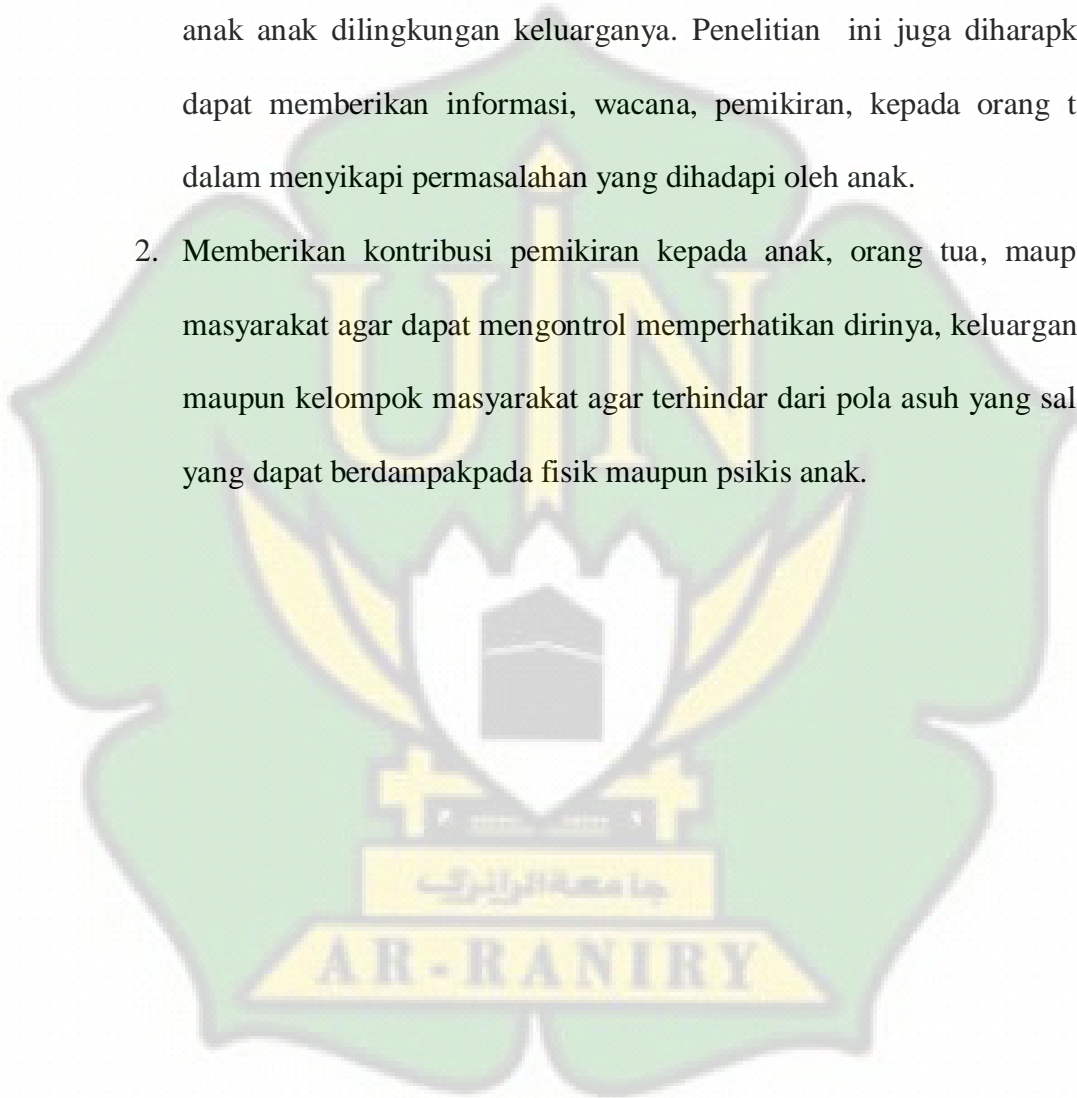 anak anak dilingkungan keluarganya. Penelitian ini juga diharapk
dapat memberikan informasi, wacana, pemikiran, kepada orang t
dalam menyikapi permasalahan yang dihadapi oleh anak.
2. Memberikan kontribusi pemikiran kepada anak, orang tua, maup
masyarakat agar dapat mengontrol memperhatikan dirinya, keluargan
maupun kelompok masyarakat agar terhindar dari pola asuh yang sal
yang dapat berdampakpada fisik maupun psikis anak.
UIN
جامعة الرانري
AR-RANIRY